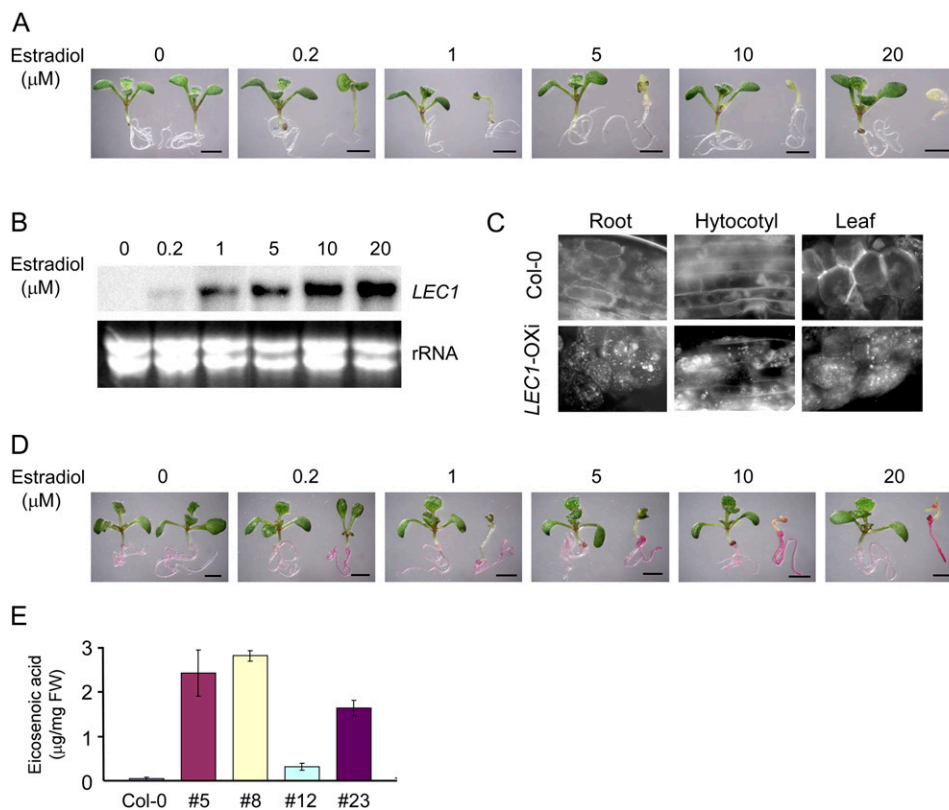 A
Estradiol (μM) 0 0.2 1 5 10 20
B
Estradiol (μM) 0 0.2 1 5 10 20
LEC1
rRNA
C
Root Hytocotyl Leaf
Col-0
LEC1-OXi
D
Estradiol (μM) 0 0.2 1 5 10 20
E
Eicosenoic acid
(μg/mg FW)
3
2
1
0
Col-0 #5 #8 #12 #23